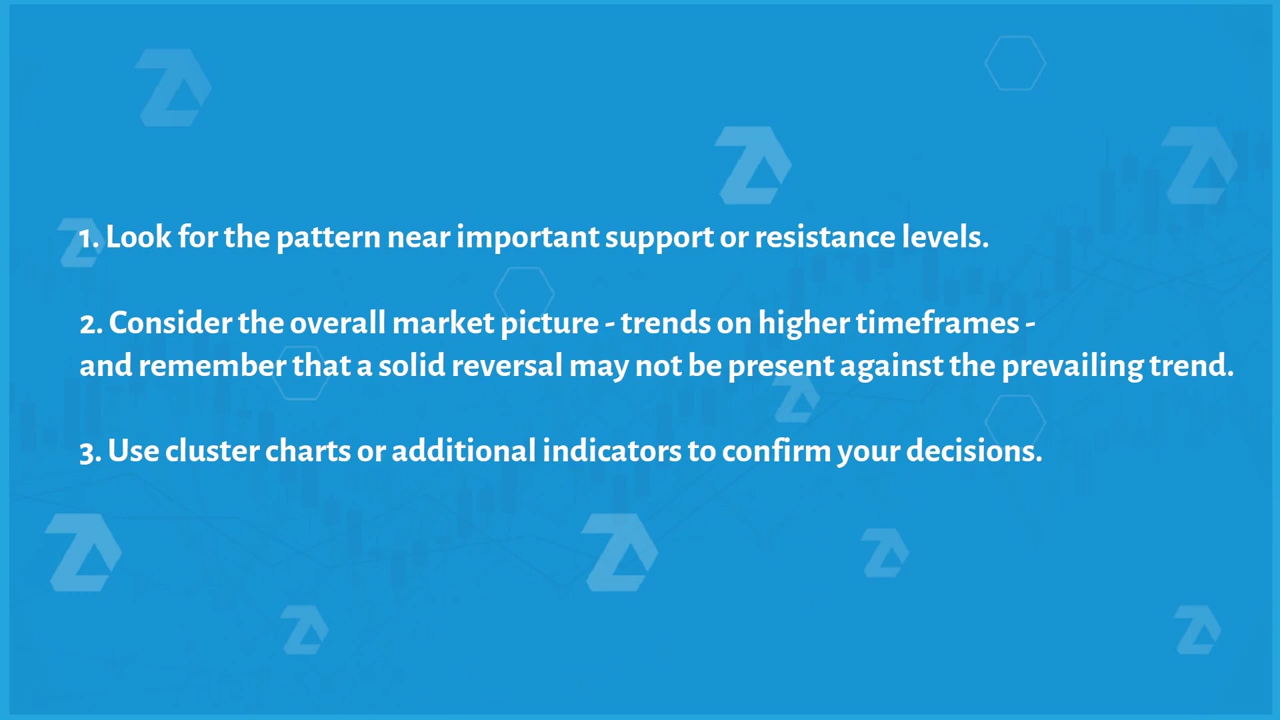 1. Look for the pattern near important support or resistance levels.
2. Consider the overall market picture - trends on higher timeframes -
and remember that a solid reversal may not be present against the prevailing trend.
3. Use cluster charts or additional indicators to confirm your decisions.